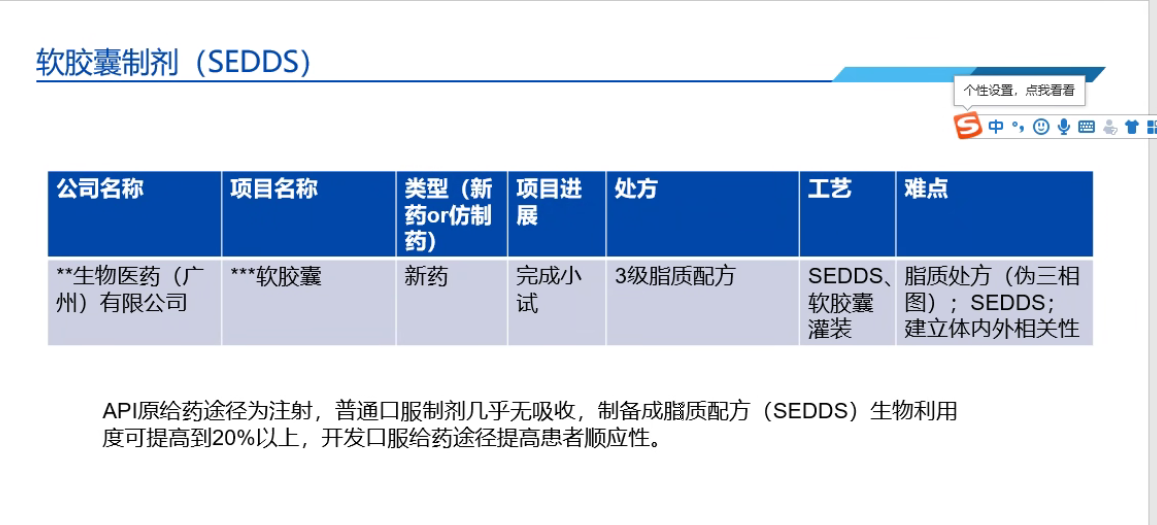 软胶囊制剂（SEDDS）
个性设置，点我看看
中
公司名称
项目名称
类型（新
药or仿制
药）
项目进
展
处方
工艺
难点
**生物医药（广
州）有限公司
***软胶囊
新药
完成小
试
3级脂质配方
SEDDS、
软胶囊
灌装
脂质处方（伪三相
图）；SEDDS；
建立体内外相关性
API原给药途径为注射，普通口服制剂几乎无吸收，制备成脂质配方（SEDDS）生物利用
度可提高到20%以上，开发口服给药途径提高患者顺应性。